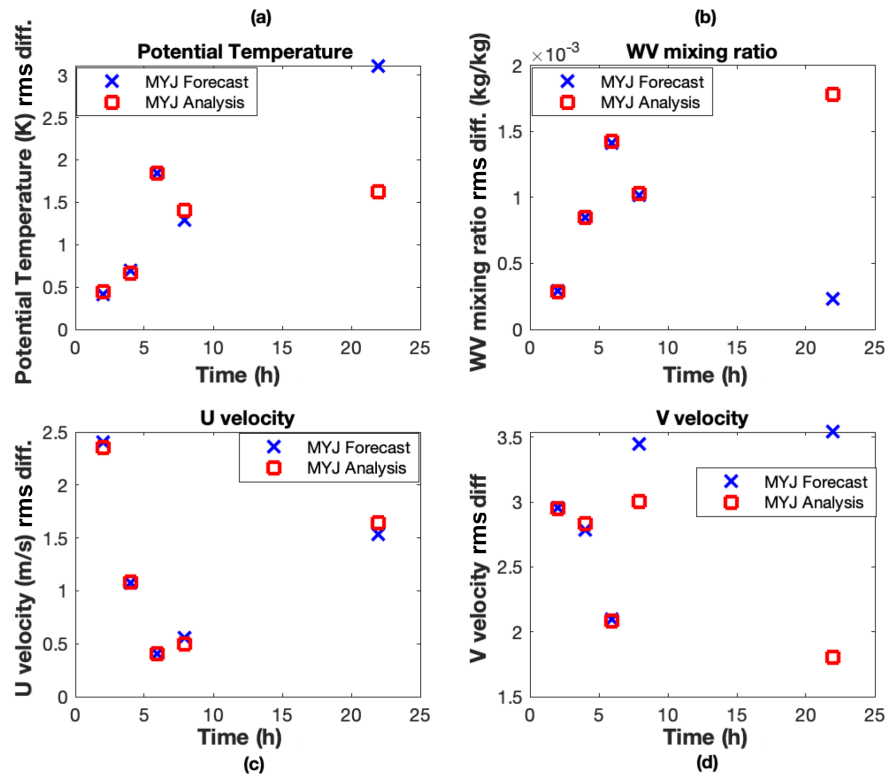 (a)
(b)
Potential Temperature
WV mixing ratio
× 10⁻³
Potential Temperature (K) rms diff.
3
2.5
2
1.5
1
0.5
0
MYJ Forecast
MYJ Analysis
0
5
10
15
20
25
Time (h)
WV mixing ratio rms diff. (kg/kg)
2
1.5
1
0.5
0
MYJ Forecast
MYJ Analysis
0
5
10
15
20
25
Time (h)
U velocity
V velocity
U velocity (m/s) rms diff.
2.5
2
1.5
1
0.5
0
MYJ Forecast
MYJ Analysis
0
5
10
15
20
25
Time (h)
V velocity rms diff
3.5
3
2.5
2
1.5
MYJ Forecast
MYJ Analysis
0
5
10
15
20
25
Time (h)
(c)
(d)